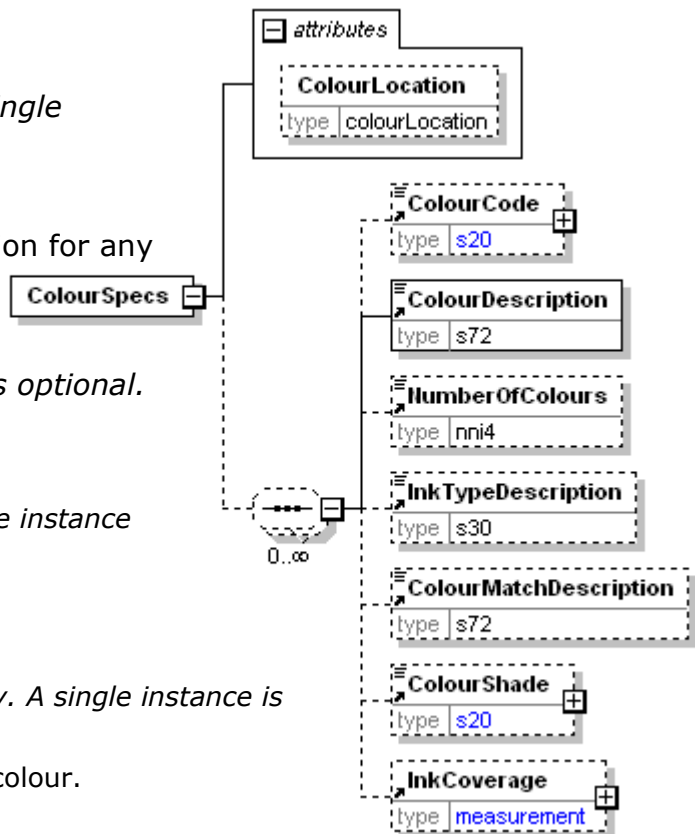 attributes
ColourLocation
type colourLocation
ngle
ColourCode
type s20
on for any
ColourSpecs
ColourDescription
type s72
s optional.
NumberOfColours
type nni4
InkTypeDescription
type s30
e instance
0..∞
ColourMatchDescription
type s72
ColourShade
type s20
. A single instance is
colour.
InkCoverage
type measurement